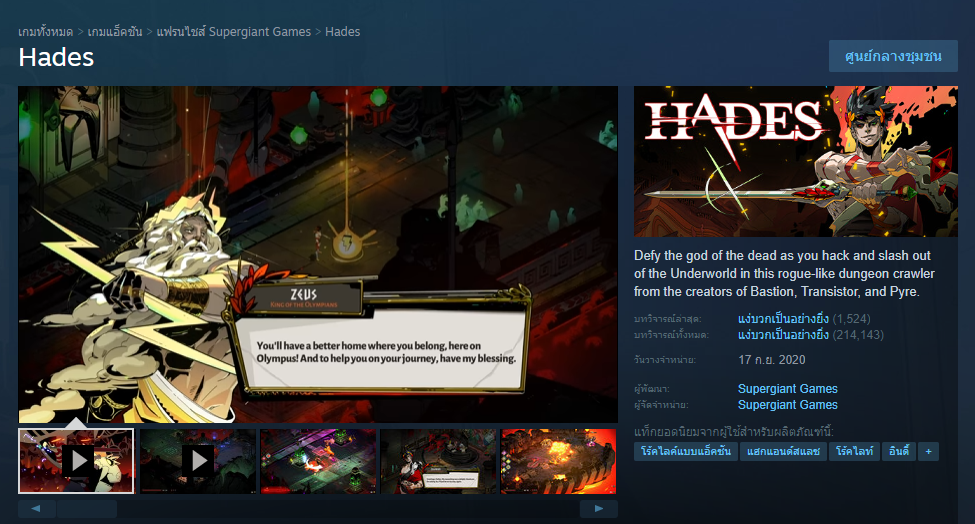 เกมทั้งหมด > เกมแอ็คชัน > แฟรนไชส์ Supergiant Games > Hades
Hades
ศูนย์กลางชุมชน
ZEUS
KING OF THE OLYMPIANS
You'll have a better home where you belong, here on
Olympus! And to help you on your journey, have my blessing.
HADES
Defy the god of the dead as you hack and slash out
of the Underworld in this rogue-like dungeon crawler
from the creators of Bastion, Transistor, and Pyre.
บทวิจารณ์ล่าสุด: แง่บวกเป็นอย่างยิ่ง (1,524)
บทวิจารณ์ทั้งหมด: แง่บวกเป็นอย่างยิ่ง (214,143)
วันวางจำหน่าย: 17 ก.ย. 2020
ผู้พัฒนา: Supergiant Games
ผู้จัดจำหน่าย: Supergiant Games
แท็กยอดนิยมจากผู้ใช้สำหรับผลิตภัณฑ์นี้:
โร้คไลค์แบบแอ็คชัน แฮกแอนด์สแลช โร้คไลท์ อินดี้ +